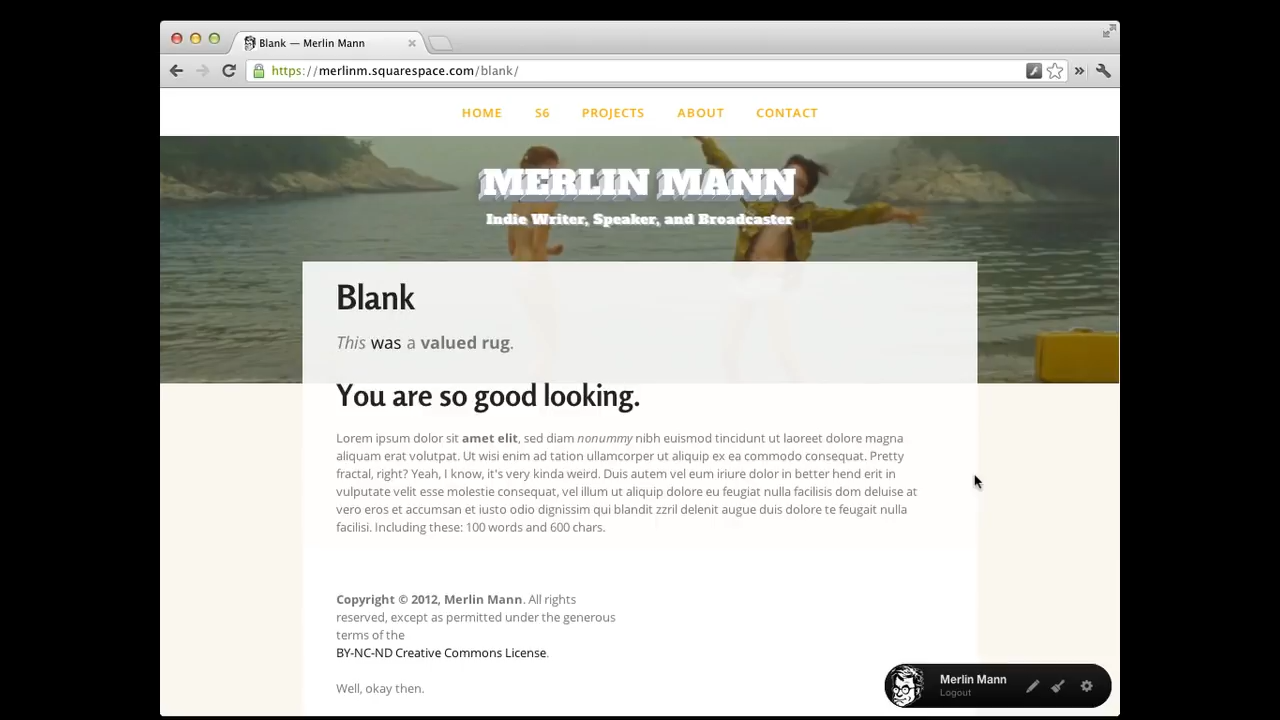 Blank — Merlin Mann
https://merlinm.squarespace.com/blank/
HOME S6 PROJECTS ABOUT CONTACT
MERLIN MANN
Indie Writer, Speaker, and Broadcaster
Blank
This was a valued rug.
You are so good looking.
Lorem ipsum dolor sit amet elit, sed diam nonummy nibh euismod tincidunt ut laoreet dolore magna
aliquam erat volutpat. Ut wisi enim ad tation ullamcorper ut aliquip ex ea commodo consequat. Pretty
fractal, right? Yeah, I know, it's very kinda weird. Duis autem vel eum iriure dolor in better hend erit in
vulputate velit esse molestie consequat, vel illum ut aliquip dolore eu feugiat nulla facilisis dom deluise at
vero eros et accumsan et iusto odio dignissim qui blandit zzril delenit augue duis dolore te feugait nulla
facilisi. Including these: 100 words and 600 chars.
Copyright © 2012, Merlin Mann. All rights
reserved, except as permitted under the generous
terms of the
BY-NC-ND Creative Commons License.
Well, okay then.
Merlin Mann
Logout